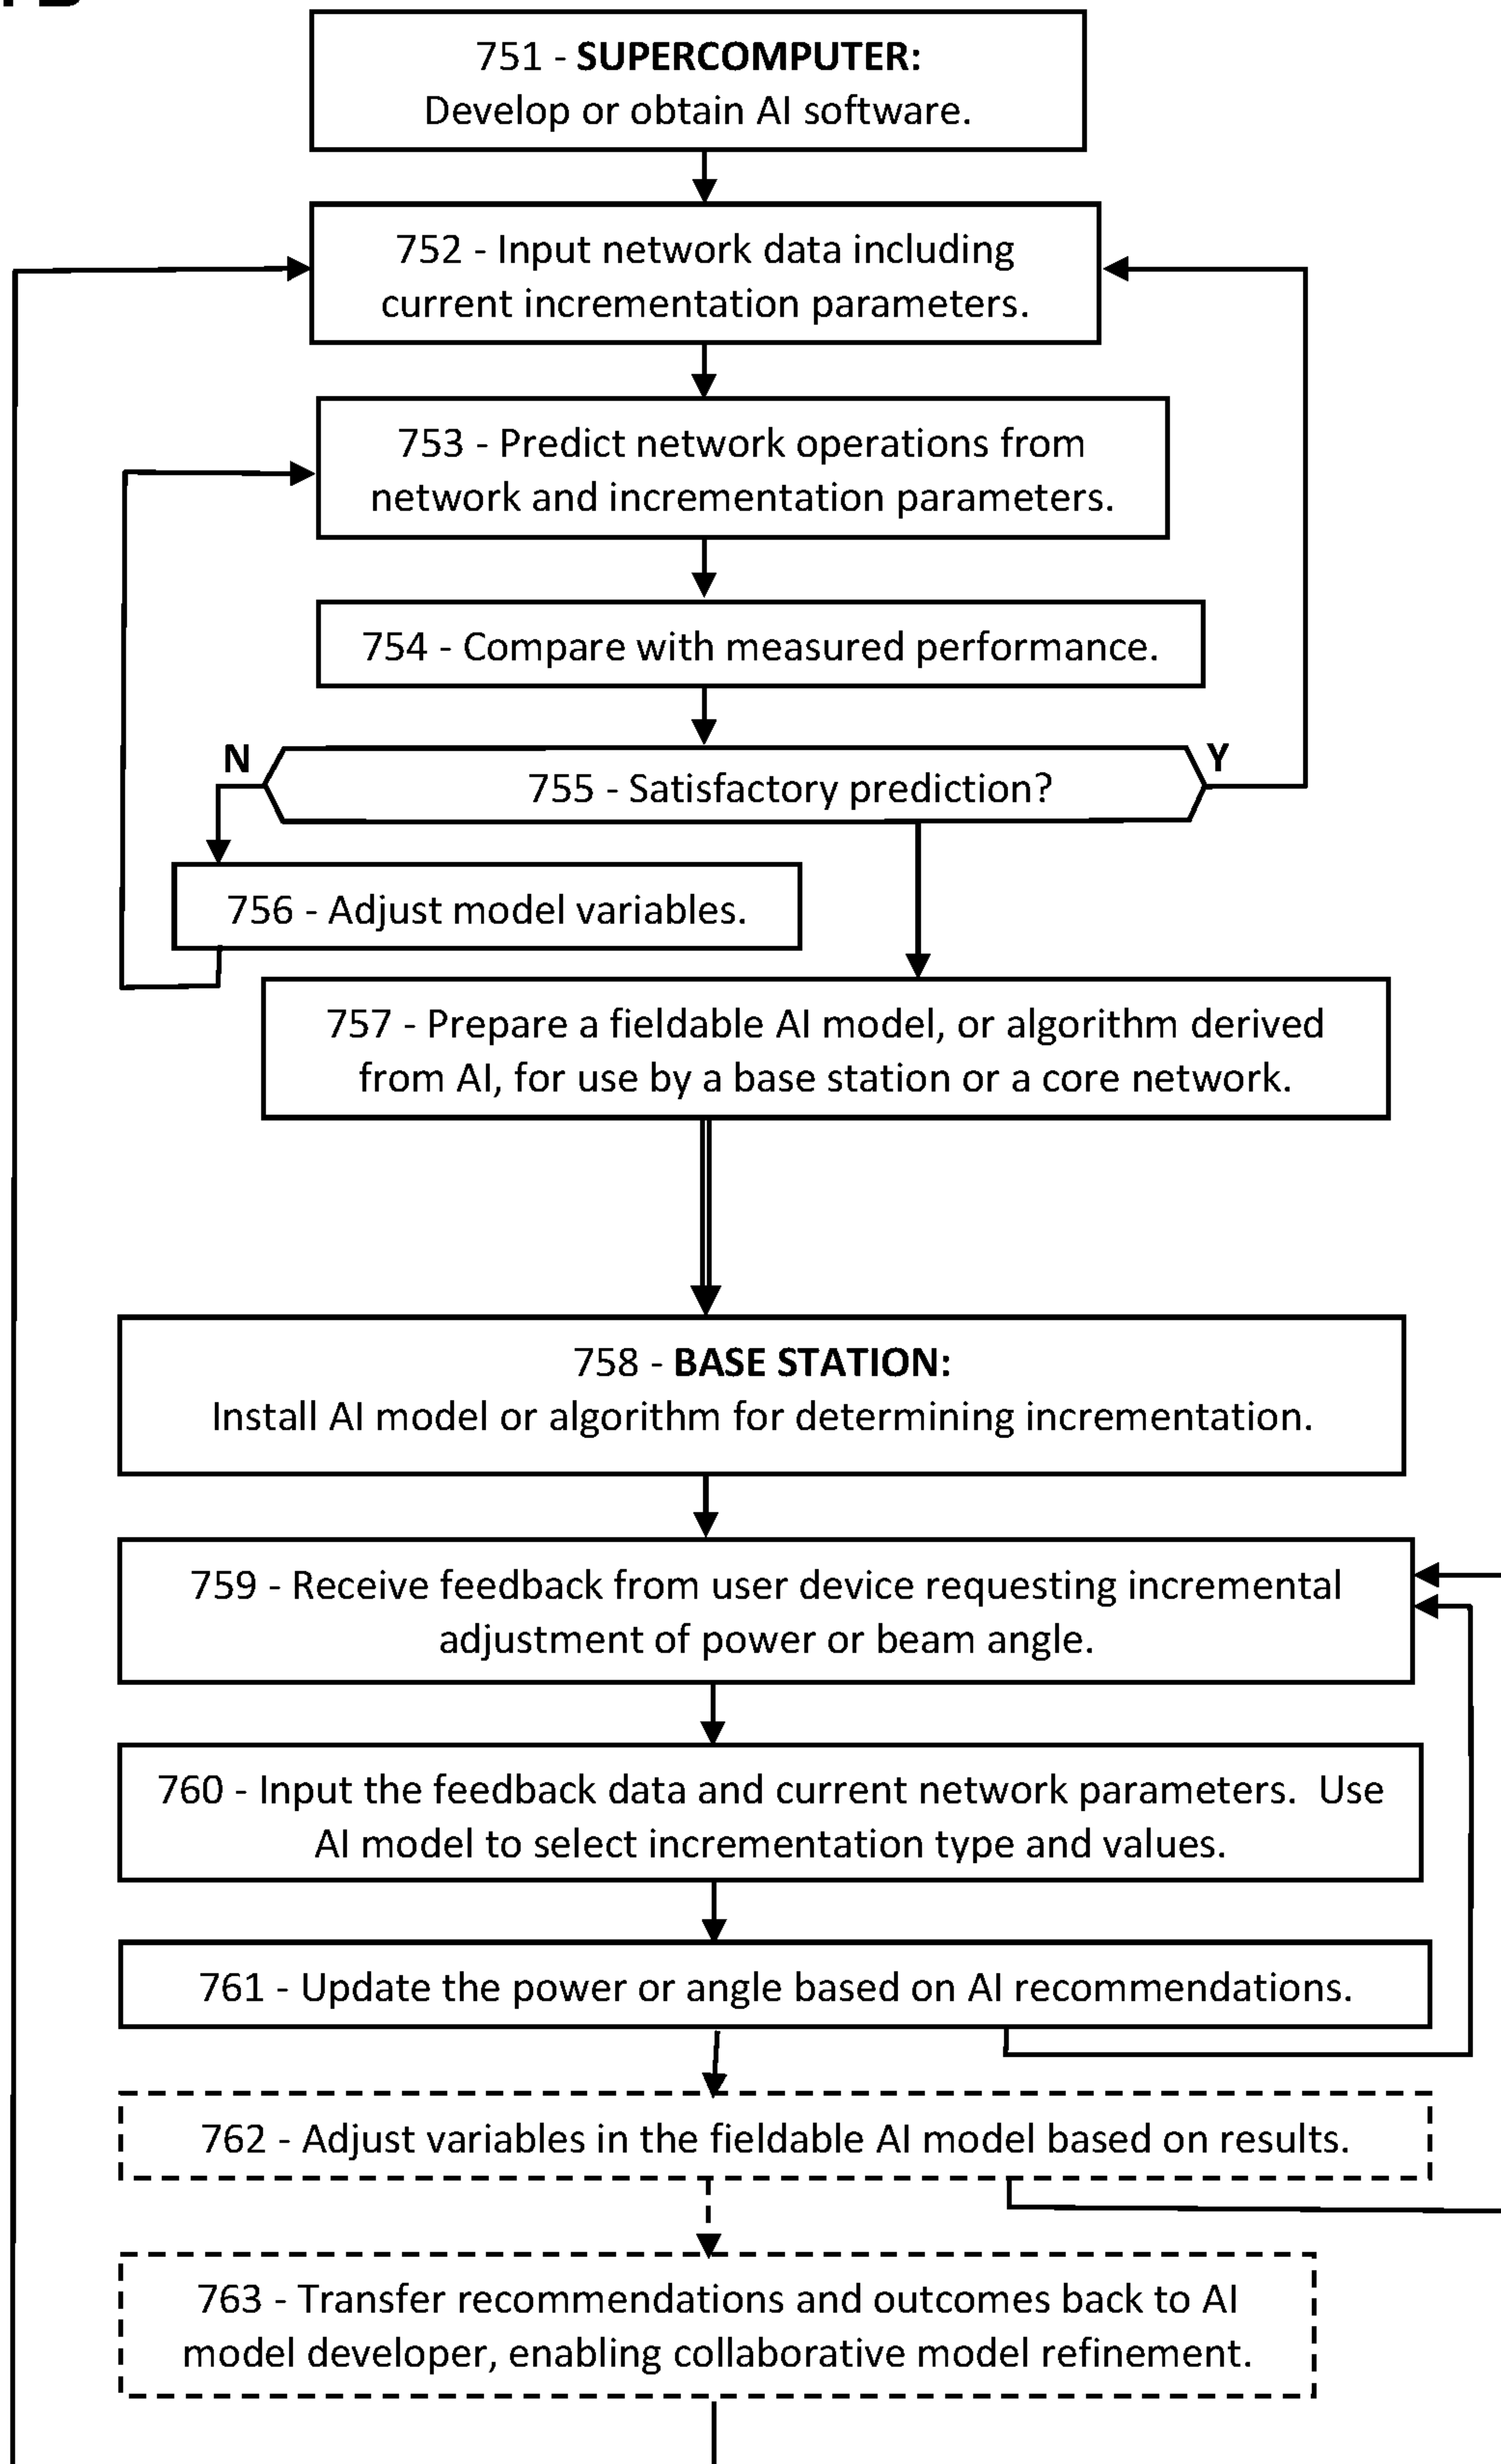 751 - SUPERCOMPUTER:
Develop or obtain AI software.
752 - Input network data including
current incrementation parameters.
753 - Predict network operations from
network and incrementation parameters.
754 - Compare with measured performance.
N
Y
755 - Satisfactory prediction?
756 - Adjust model variables.
757 - Prepare a fieldable AI model, or algorithm derived
from AI, for use by a base station or a core network.
758 - BASE STATION:
Install AI model or algorithm for determining incrementation.
759 - Receive feedback from user device requesting incremental
adjustment of power or beam angle.
760 - Input the feedback data and current network parameters.  Use
AI model to select incrementation type and values.
761 - Update the power or angle based on AI recommendations.
762 - Adjust variables in the fieldable AI model based on results.
763 - Transfer recommendations and outcomes back to AI
model developer, enabling collaborative model refinement.